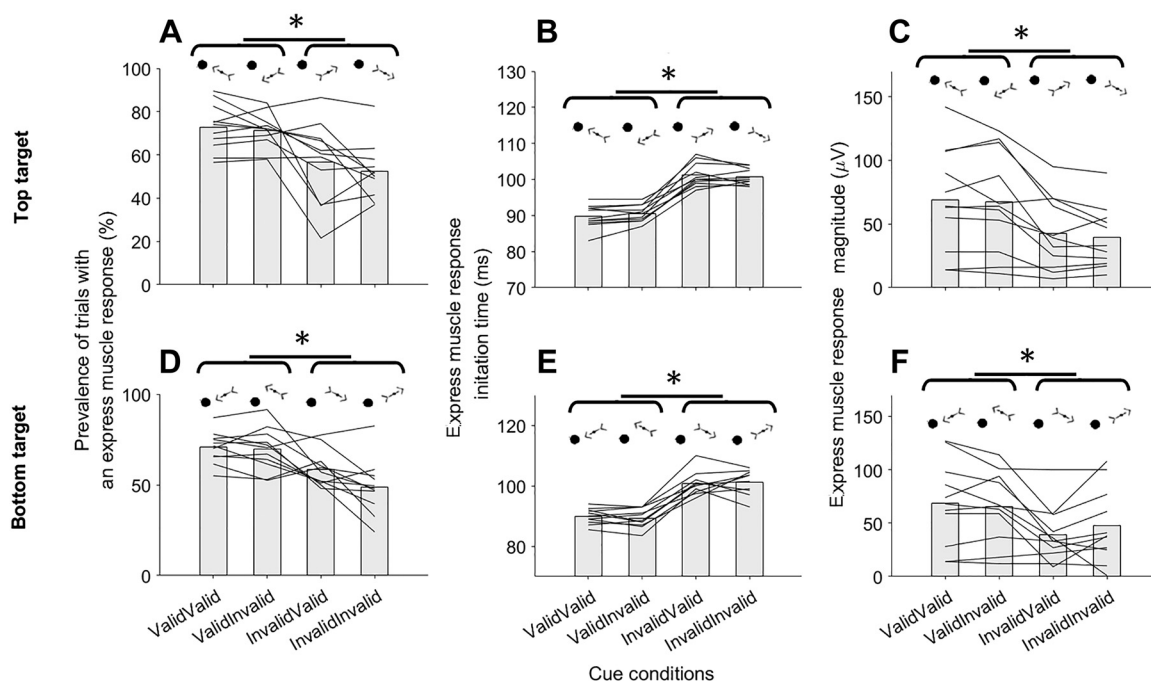 A
B
C
*
*
*
Top target
Prevalence of trials with
an express muscle response (%)
100
80
60
40
20
0
Express muscle response
initation time (ms)
130
120
110
100
90
80
70
Express muscle response magnitude (µV)
150
100
50
0
D
E
F
*
*
*
Bottom target
100
50
0
120
100
80
150
100
50
0
ValidValid
ValidInvalid
InvalidValid
InvalidInvalid
ValidValid
ValidInvalid
InvalidValid
InvalidInvalid
ValidValid
ValidInvalid
InvalidValid
InvalidInvalid
Cue conditions